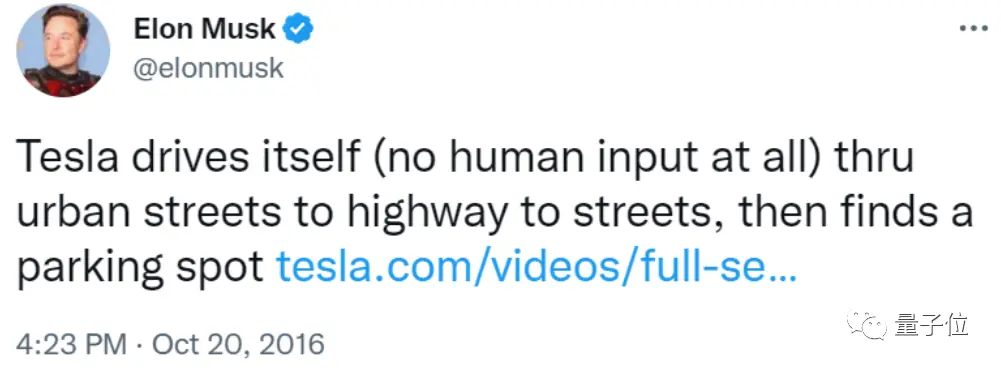 Elon Musk
@elonmusk
Tesla drives itself (no human input at all) thru
urban streets to highway to streets, then finds a
parking spot tesla.com/videos/full-se...
4:23 PM · Oct 20, 2016
量子位